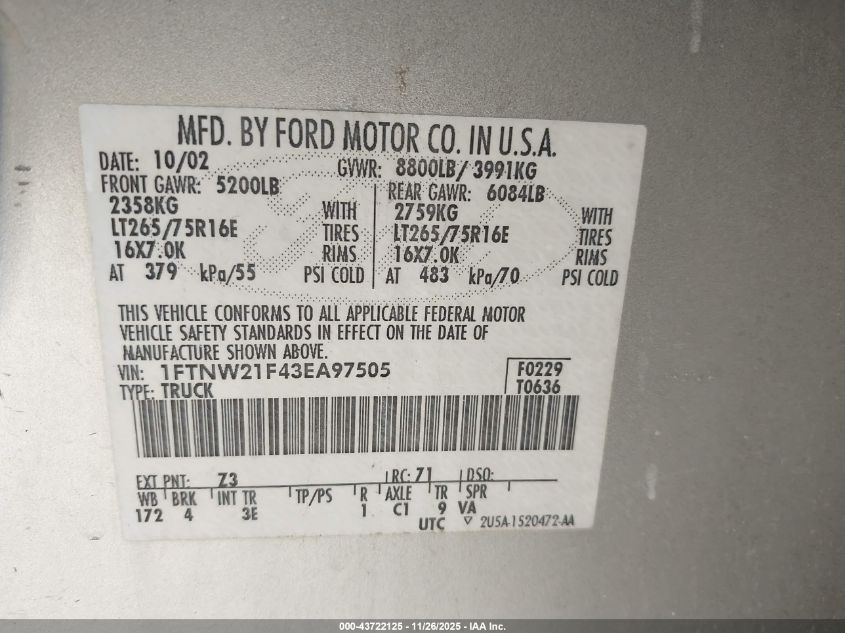 MFD. BY FORD MOTOR CO. IN U.S.A.
DATE: 10/02 GVWR: 8800LB/ 3991KG
FRONT GAWR: 5200LB REAR GAWR: 6084LB
2358KG WITH 2759KG WITH
LT265/75R16E TIRES LT265/75R16E TIRES
16X7.0K RIMS 16X7.0K RIMS
AT 379 kPa/55 PSI COLD AT 483 kPa/70 PSI COLD
THIS VEHICLE CONFORMS TO ALL APPLICABLE FEDERAL MOTOR
VEHICLE SAFETY STANDARDS IN EFFECT ON THE DATE OF
MANUFACTURE SHOWN ABOVE.
VIN: 1FTNW21F43EA97505 F0229
TYPE: TRUCK T0636
EXT PNT: Z3 RC: 71 DSO:
WB BRK INT TR TP/PS R AXLE TR SPR
172 4 3E 1 C1 9 VA
UTC ▽ 2U5A-1520472-AA
000-43722125 - 11/26/2025 - IAA Inc.